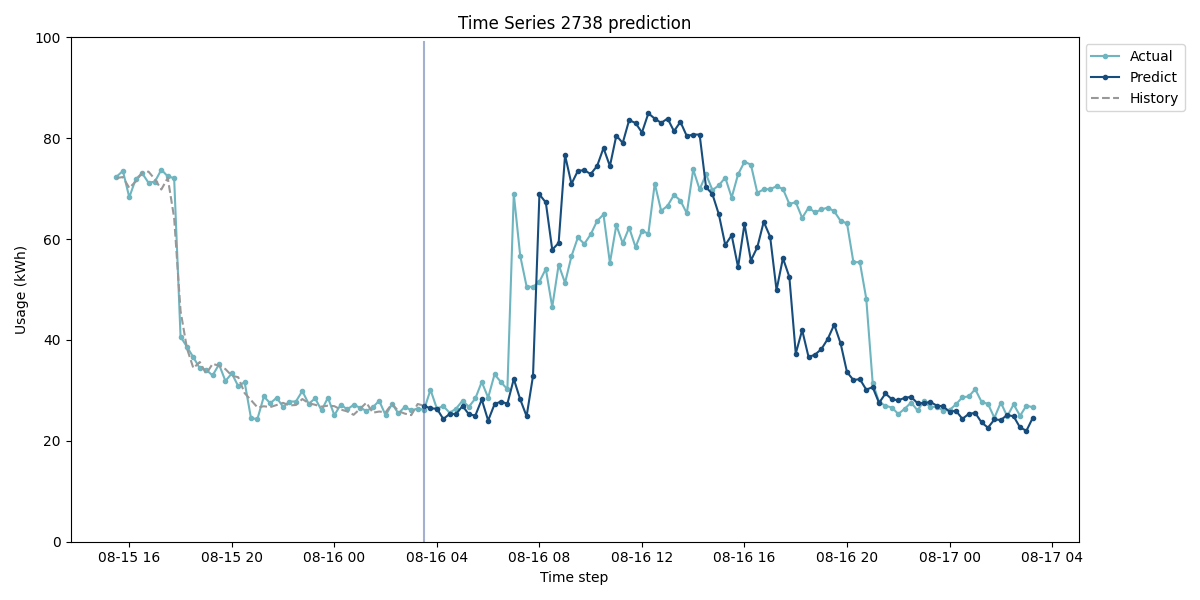 Time Series 2738 prediction
100
80
60
40
20
0
Usage (kWh)
08-15 16
08-15 20
08-16 00
08-16 04
08-16 08
08-16 12
08-16 16
08-16 20
08-17 00
08-17 04
Time step
Actual
Predict
History